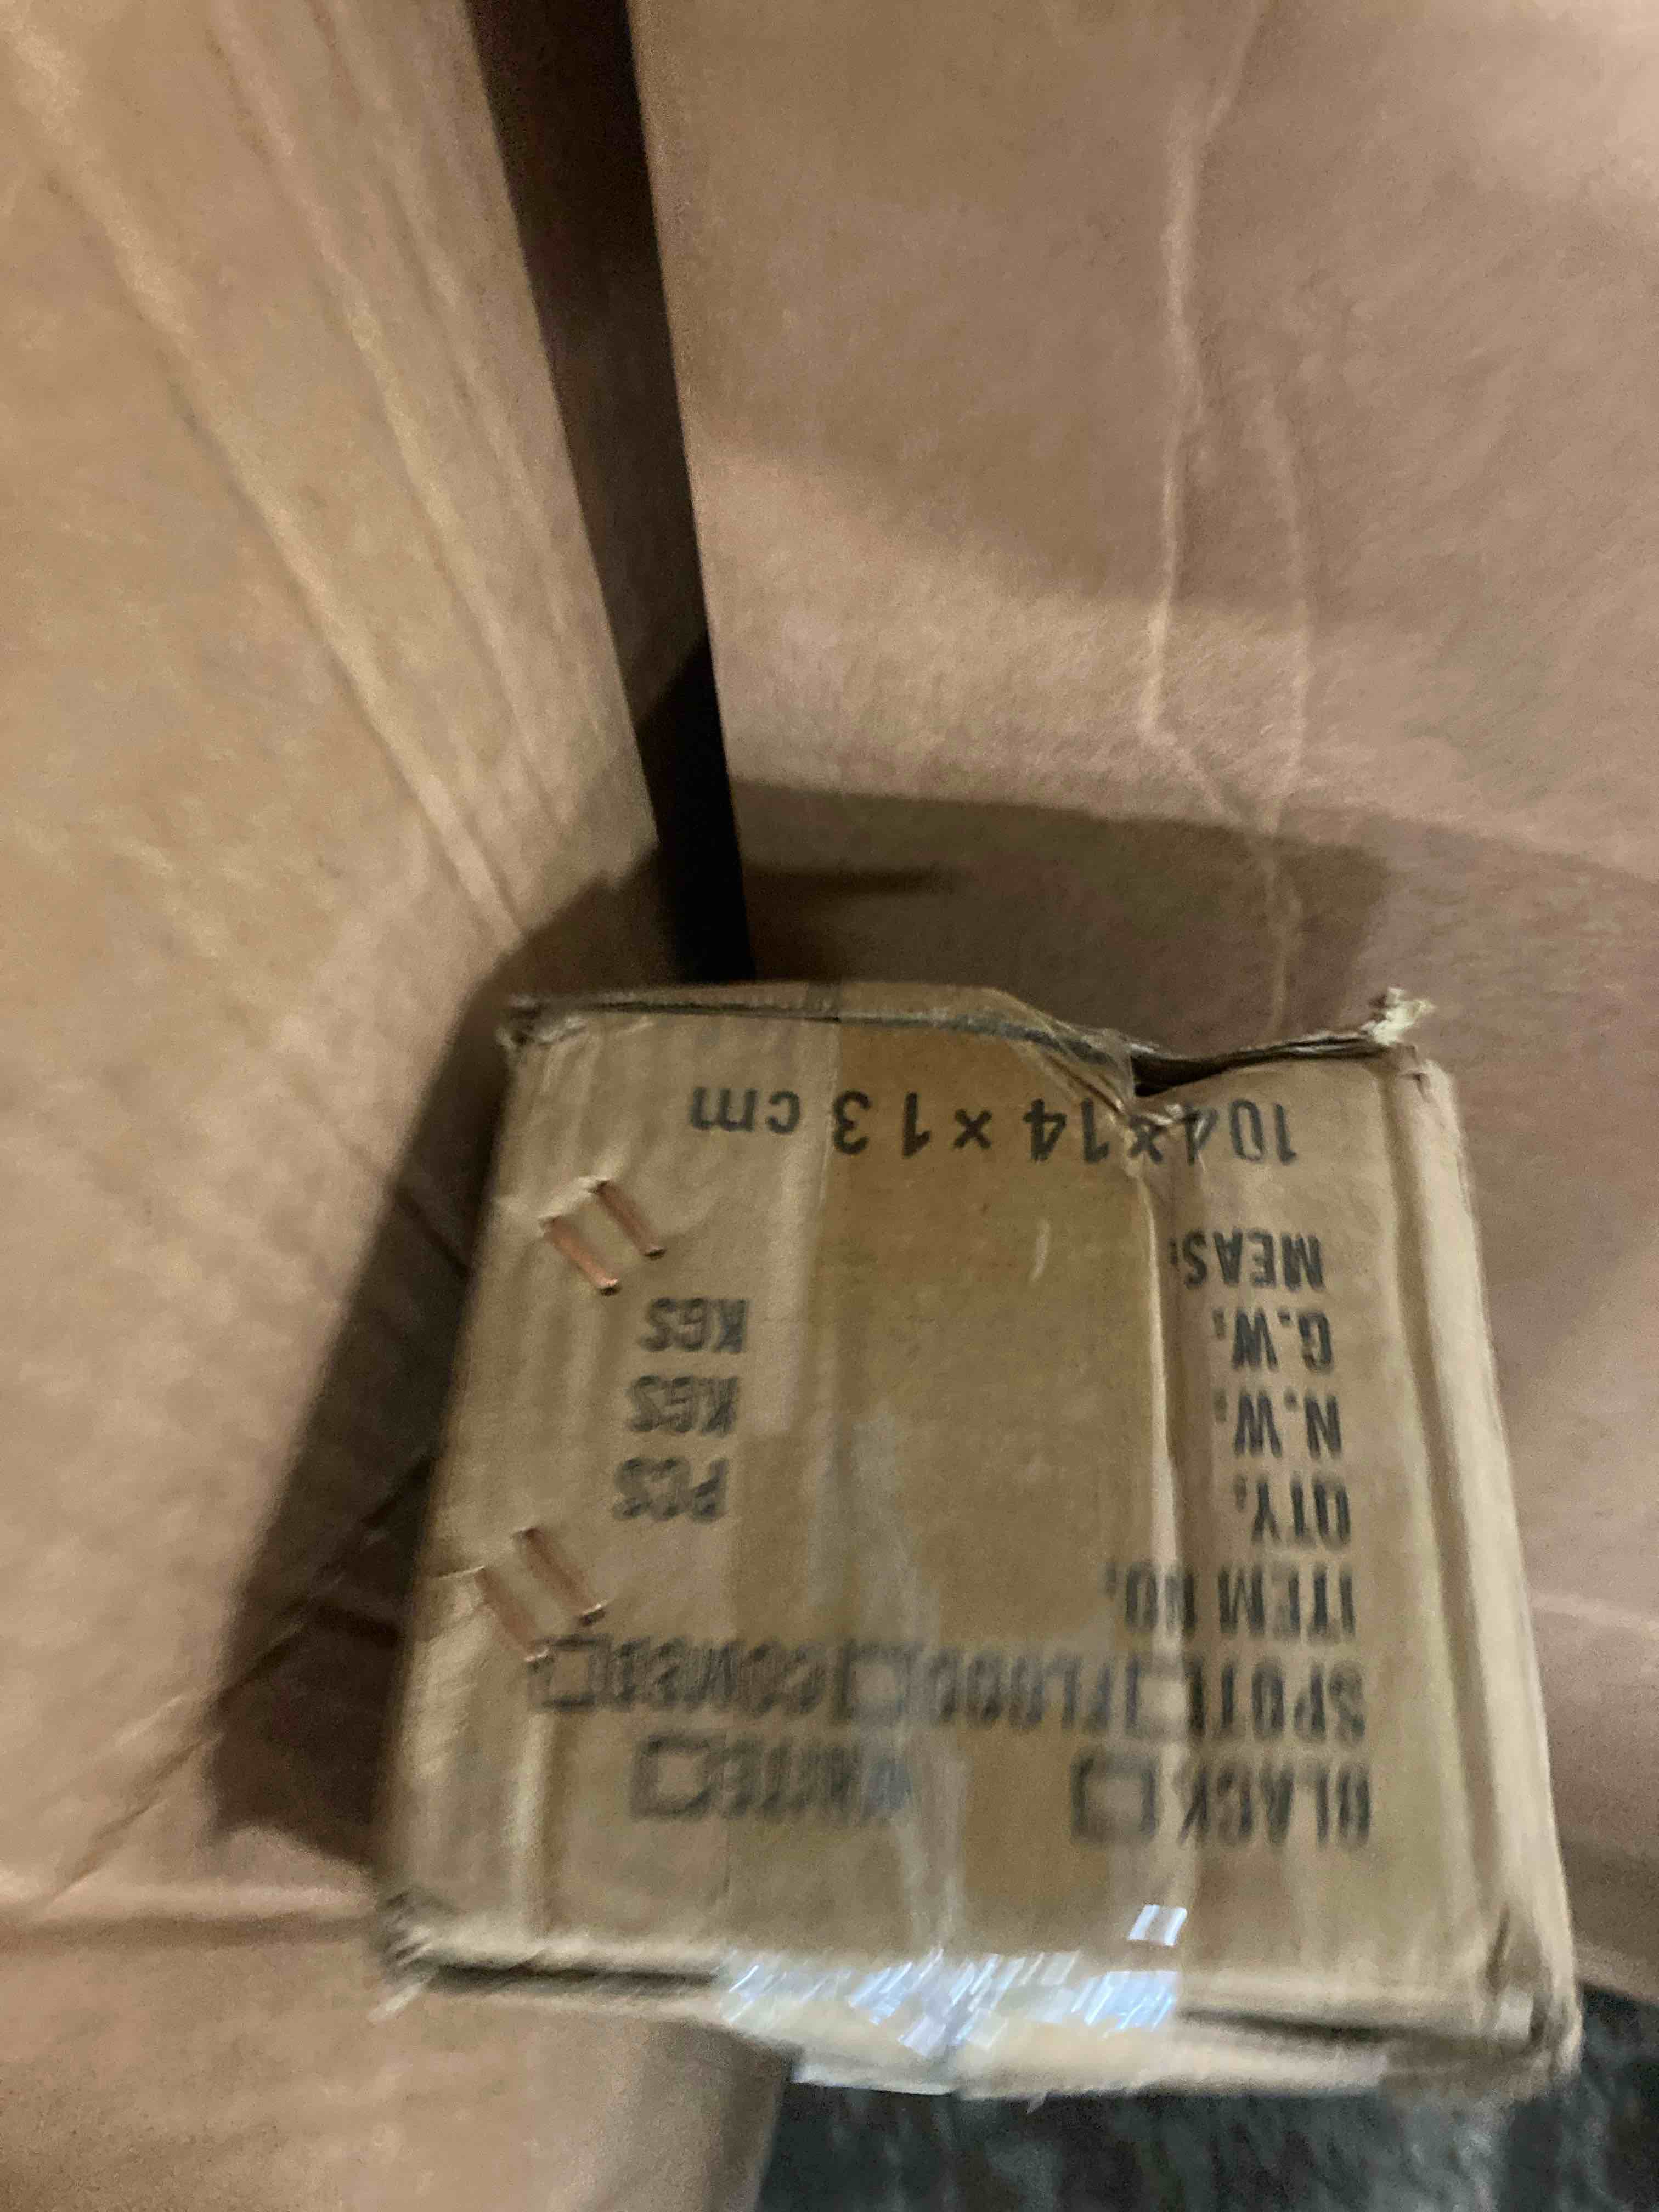 BLACK□ WHITE□
SPOT□FLOOD□COMBO□
ITEM NO.
QTY. PCS
N.W. KGS
G.W. KGS
MEAS:
104×14×13cm